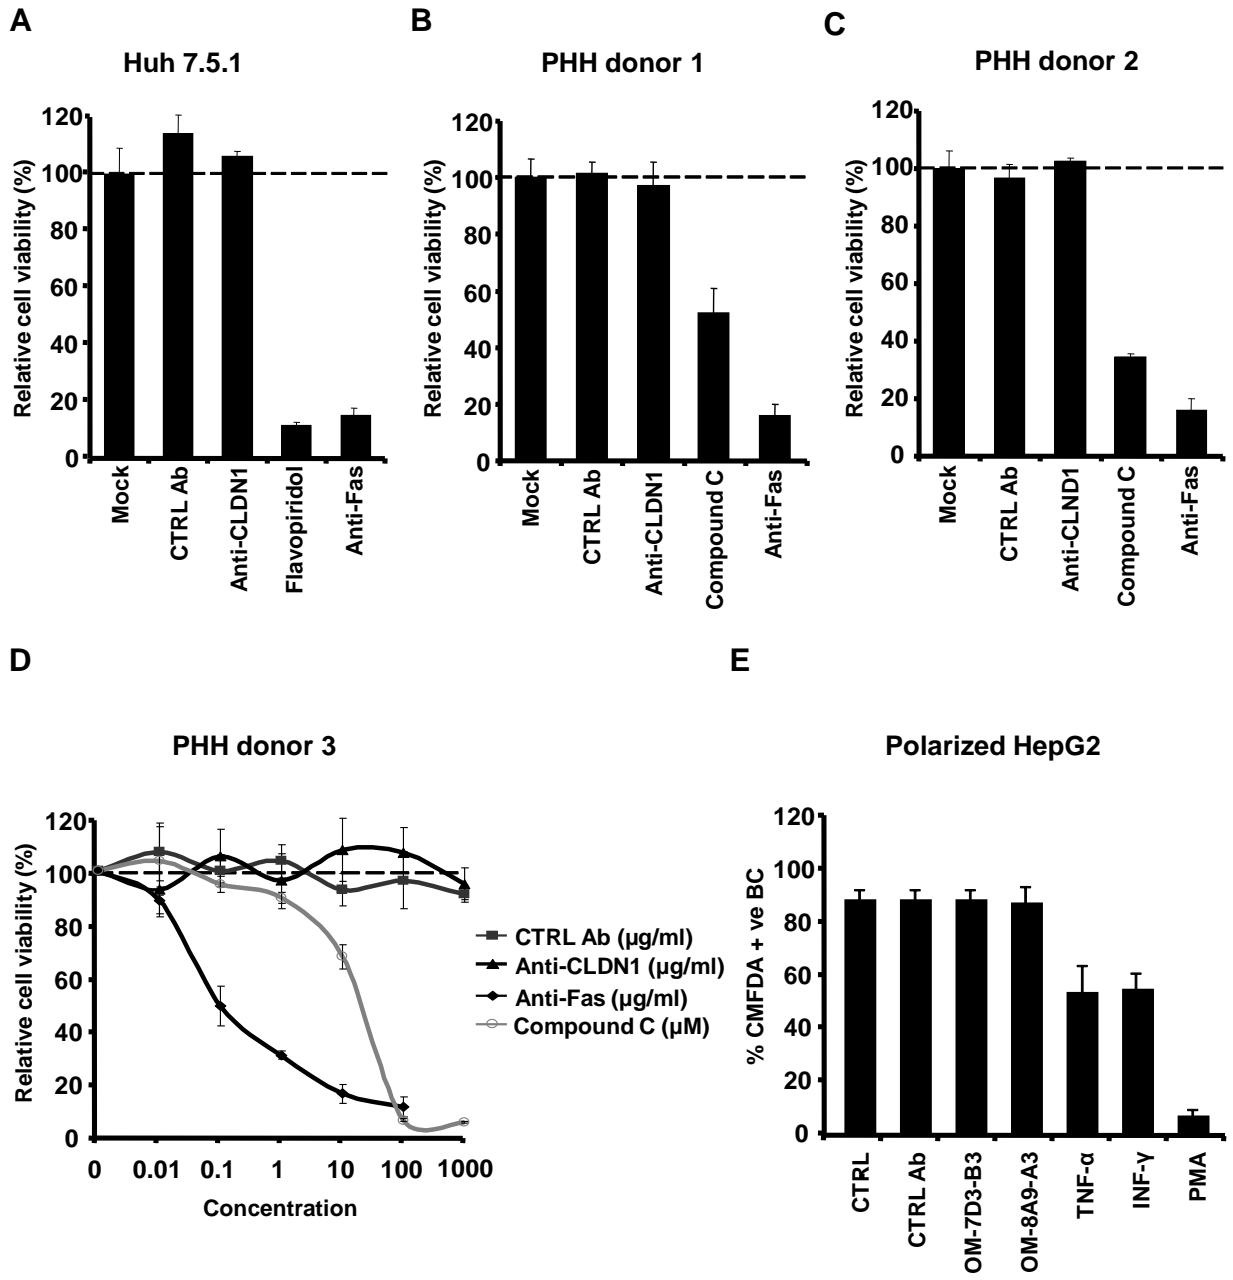 A
B
C
Huh 7.5.1
PHH donor 1
PHH donor 2
Relative cell viability (%)
120
100
80
60
40
20
0
Mock
CTRL Ab
Anti-CLDN1
Flavopiridol
Anti-Fas
Relative cell viability (%)
120
100
80
60
40
20
0
Mock
CTRL Ab
Anti-CLDN1
Compound C
Anti-Fas
Relative cell viability (%)
120
100
80
60
40
20
0
Mock
CTRL Ab
Anti-CLND1
Compound C
Anti-Fas
D
E
PHH donor 3
Relative cell viability (%)
120
100
80
60
40
20
0
0 0.01 0.1 1 10 100 1000
Concentration
CTRL Ab (µg/ml)
Anti-CLDN1 (µg/ml)
Anti-Fas (µg/ml)
Compound C (µM)
Polarized HepG2
% CMFDA + ve BC
120
100
80
60
40
20
0
CTRL
CTRL Ab
OM-7D3-B3
OM-8A9-A3
TNF-α
INF-γ
PMA